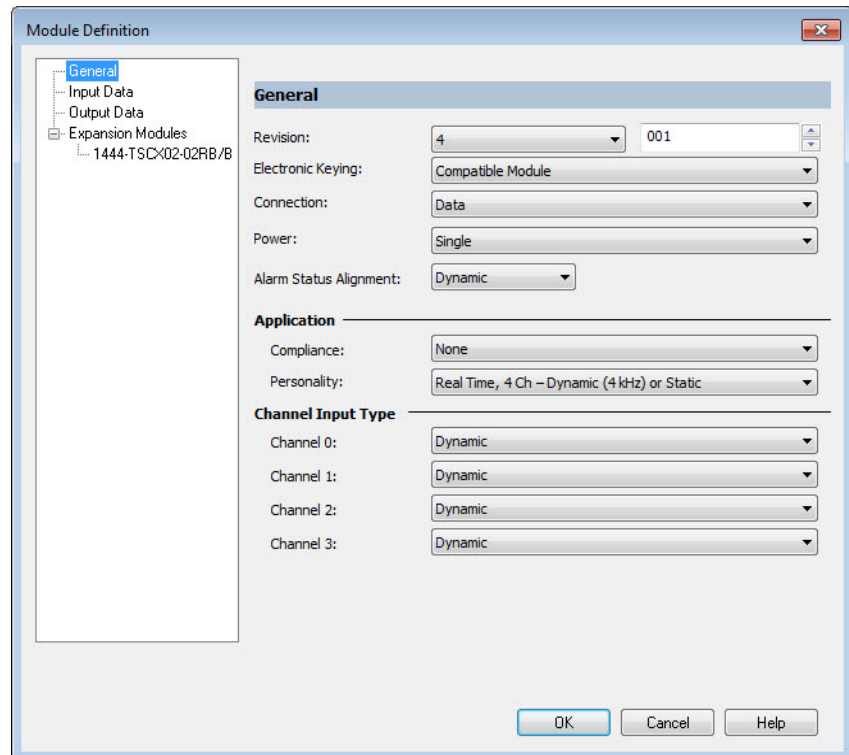 Module Definition
General
Input Data
Output Data
Expansion Modules
1444-TSCX02-02RB/B
General
Revision: 4 001
Electronic Keying: Compatible Module
Connection: Data
Power: Single
Alarm Status Alignment: Dynamic
Application
Compliance: None
Personality: Real Time, 4 Ch – Dynamic (4 kHz) or Static
Channel Input Type
Channel 0: Dynamic
Channel 1: Dynamic
Channel 2: Dynamic
Channel 3: Dynamic
OK Cancel Help